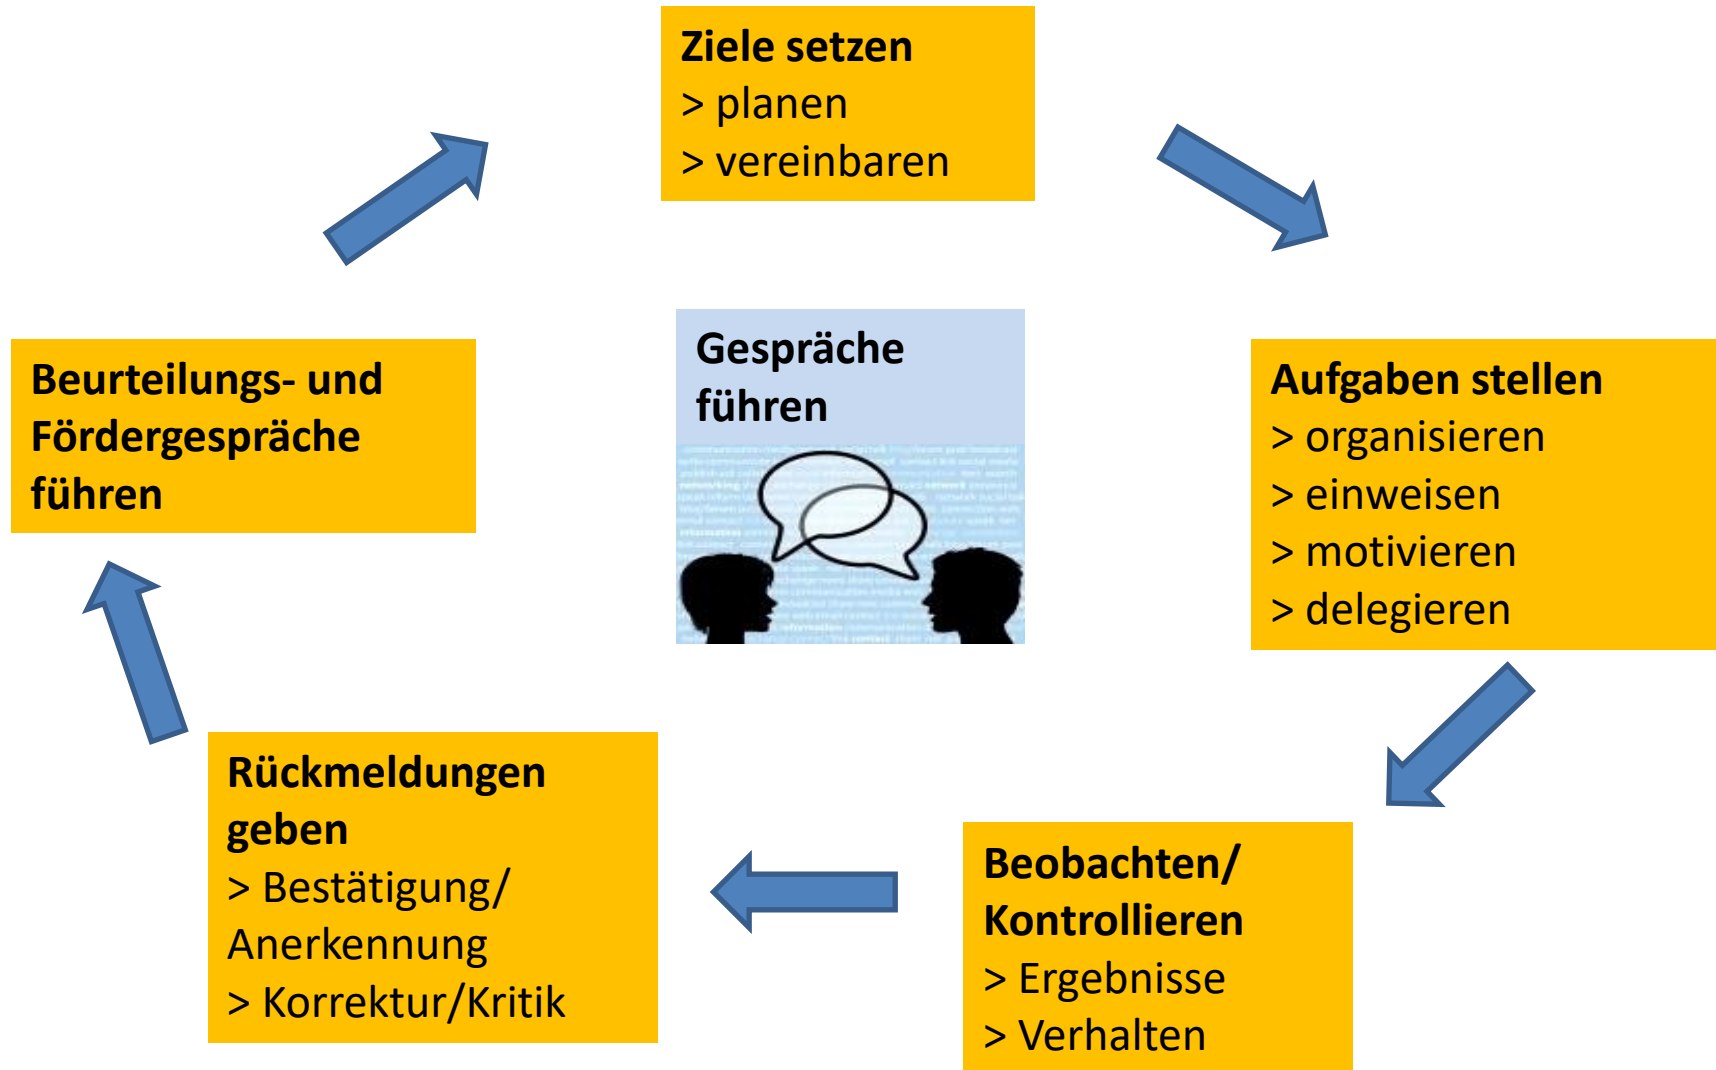 Ziele setzen
> planen
> vereinbaren
Gespräche
führen
Aufgaben stellen
> organisieren
> einweisen
> motivieren
> delegieren
Beobachten/
Kontrollieren
> Ergebnisse
> Verhalten
Rückmeldungen
geben
> Bestätigung/
Anerkennung
> Korrektur/Kritik
Beurteilungs- und
Fördergespräche
führen